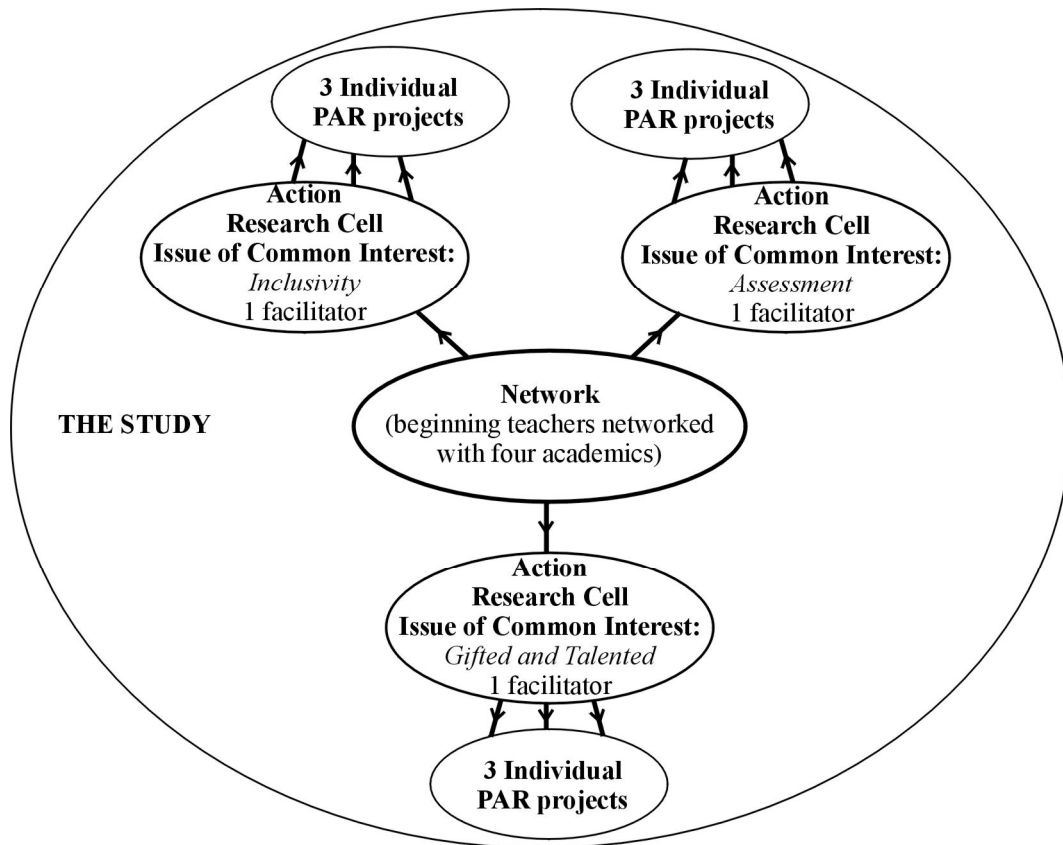 3 Individual
PAR projects
3 Individual
PAR projects
Action
Research Cell
Issue of Common Interest:
Inclusivity
1 facilitator
Action
Research Cell
Issue of Common Interest:
Assessment
1 facilitator
THE STUDY
Network
(beginning teachers networked
with four academics)
Action
Research Cell
Issue of Common Interest:
Gifted and Talented
1 facilitator
3 Individual
PAR projects